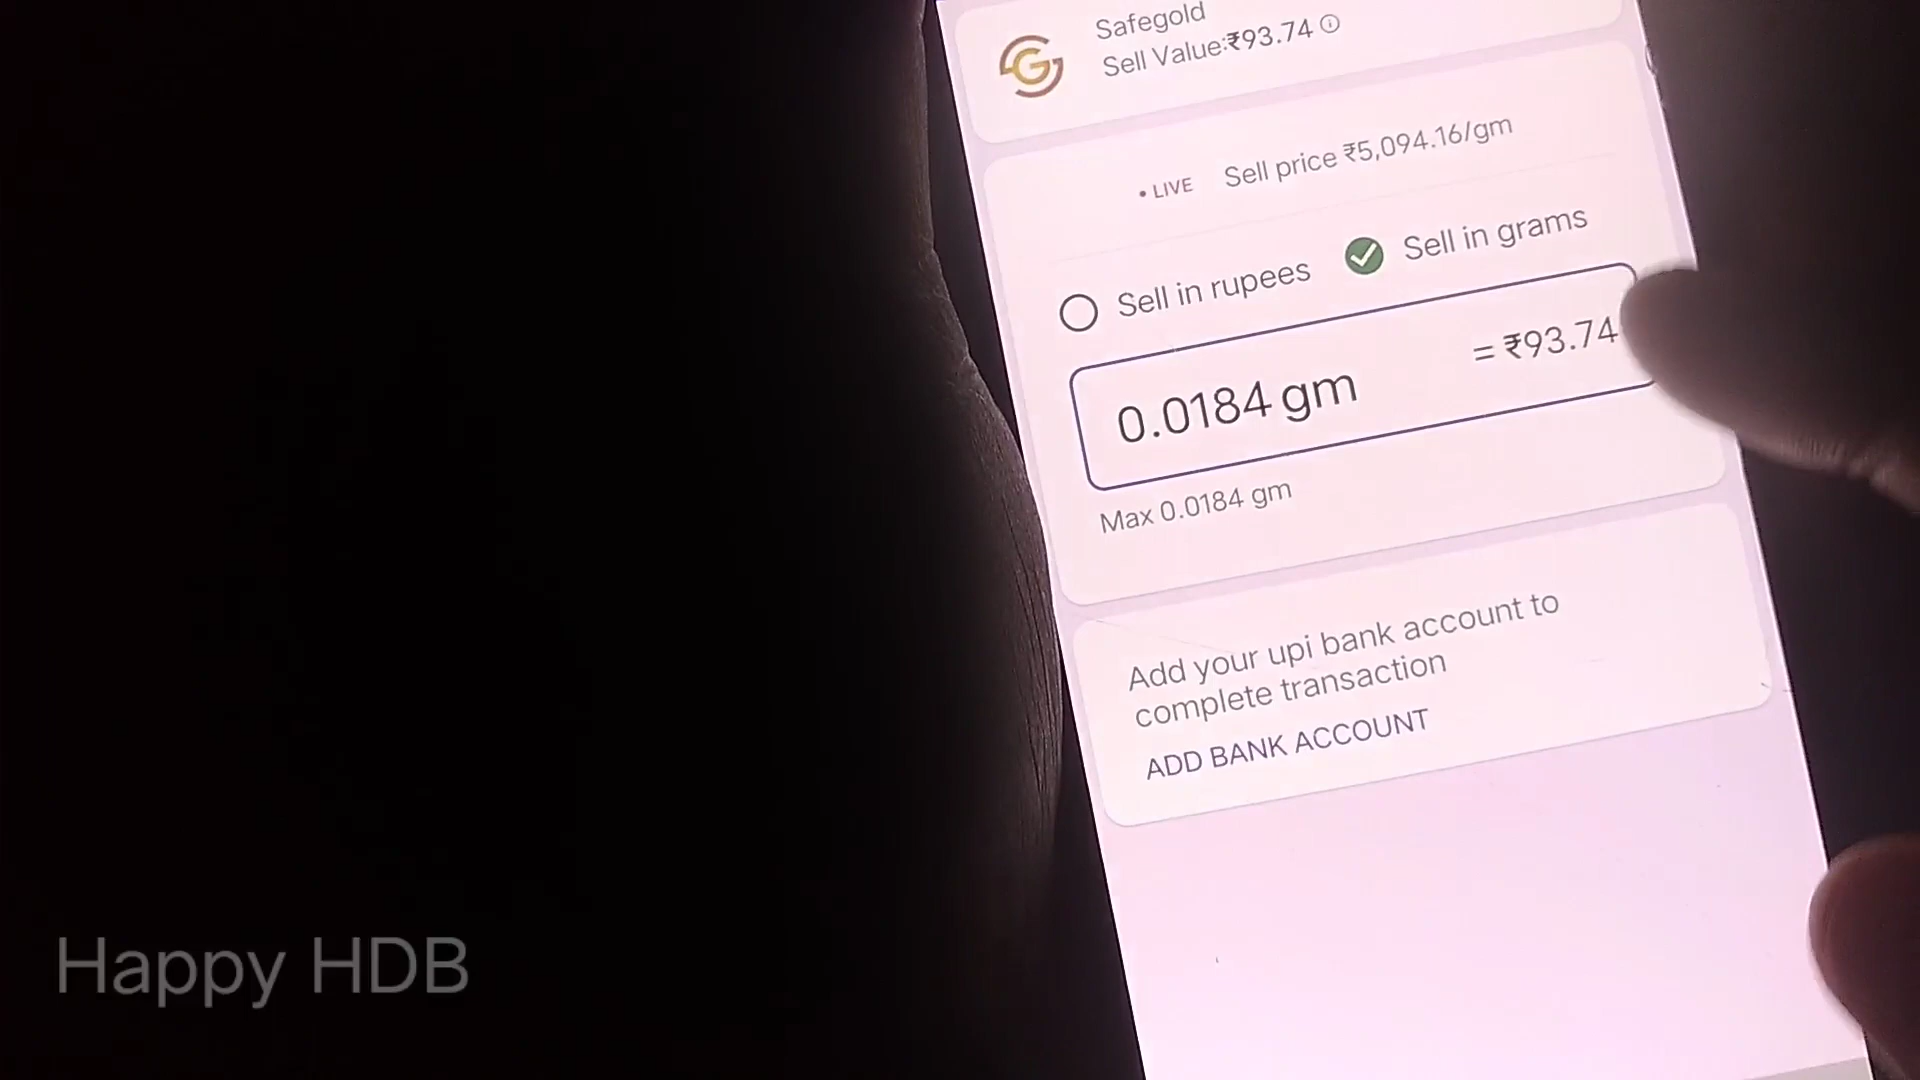 Safegold
Sell Value:₹93.74
• LIVE Sell price ₹5,094.16/gm
Sell in rupees Sell in grams
0.0184 gm = ₹93.74
Max 0.0184 gm
Add your upi bank account to
complete transaction
ADD BANK ACCOUNT
Happy HDB